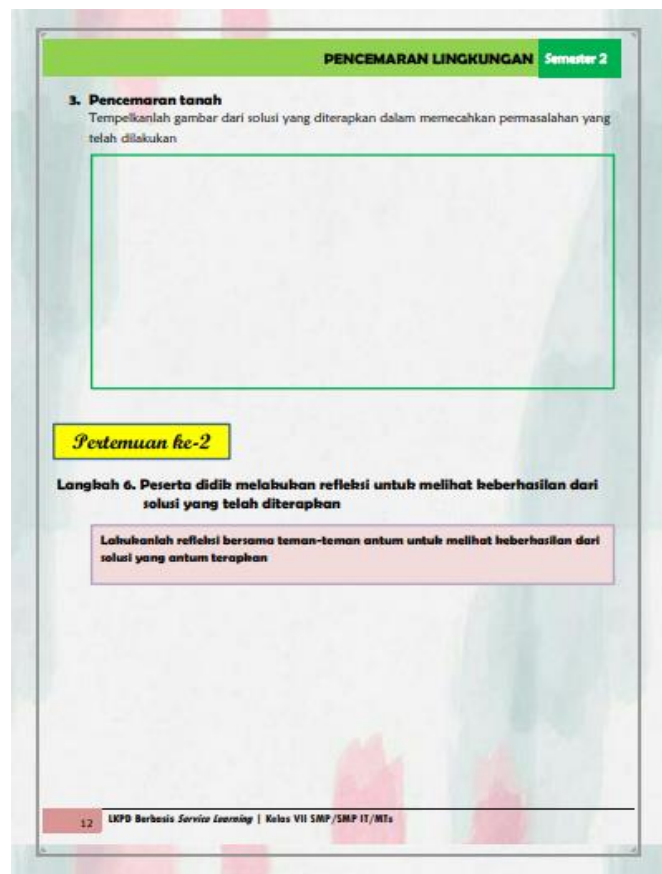 PENCEMARAN LINGKUNGAN Semester 2
3. Pencemaran tanah
Tempelkanlah gambar dari solusi yang diterapkan dalam memecahkan permasalahan yang
telah dilakukan
Pertemuan ke-2
Langkah 6. Peserta didik melakukan refleksi untuk melihat keberhasilan dari
solusi yang telah diterapkan
Lakukanlah refleksi bersama teman-teman antum untuk melihat keberhasilan dari
solusi yang antum terapkan
12 LKPD Berbasis Service Learning | Kelas VII SMP/SMP IT/MTs